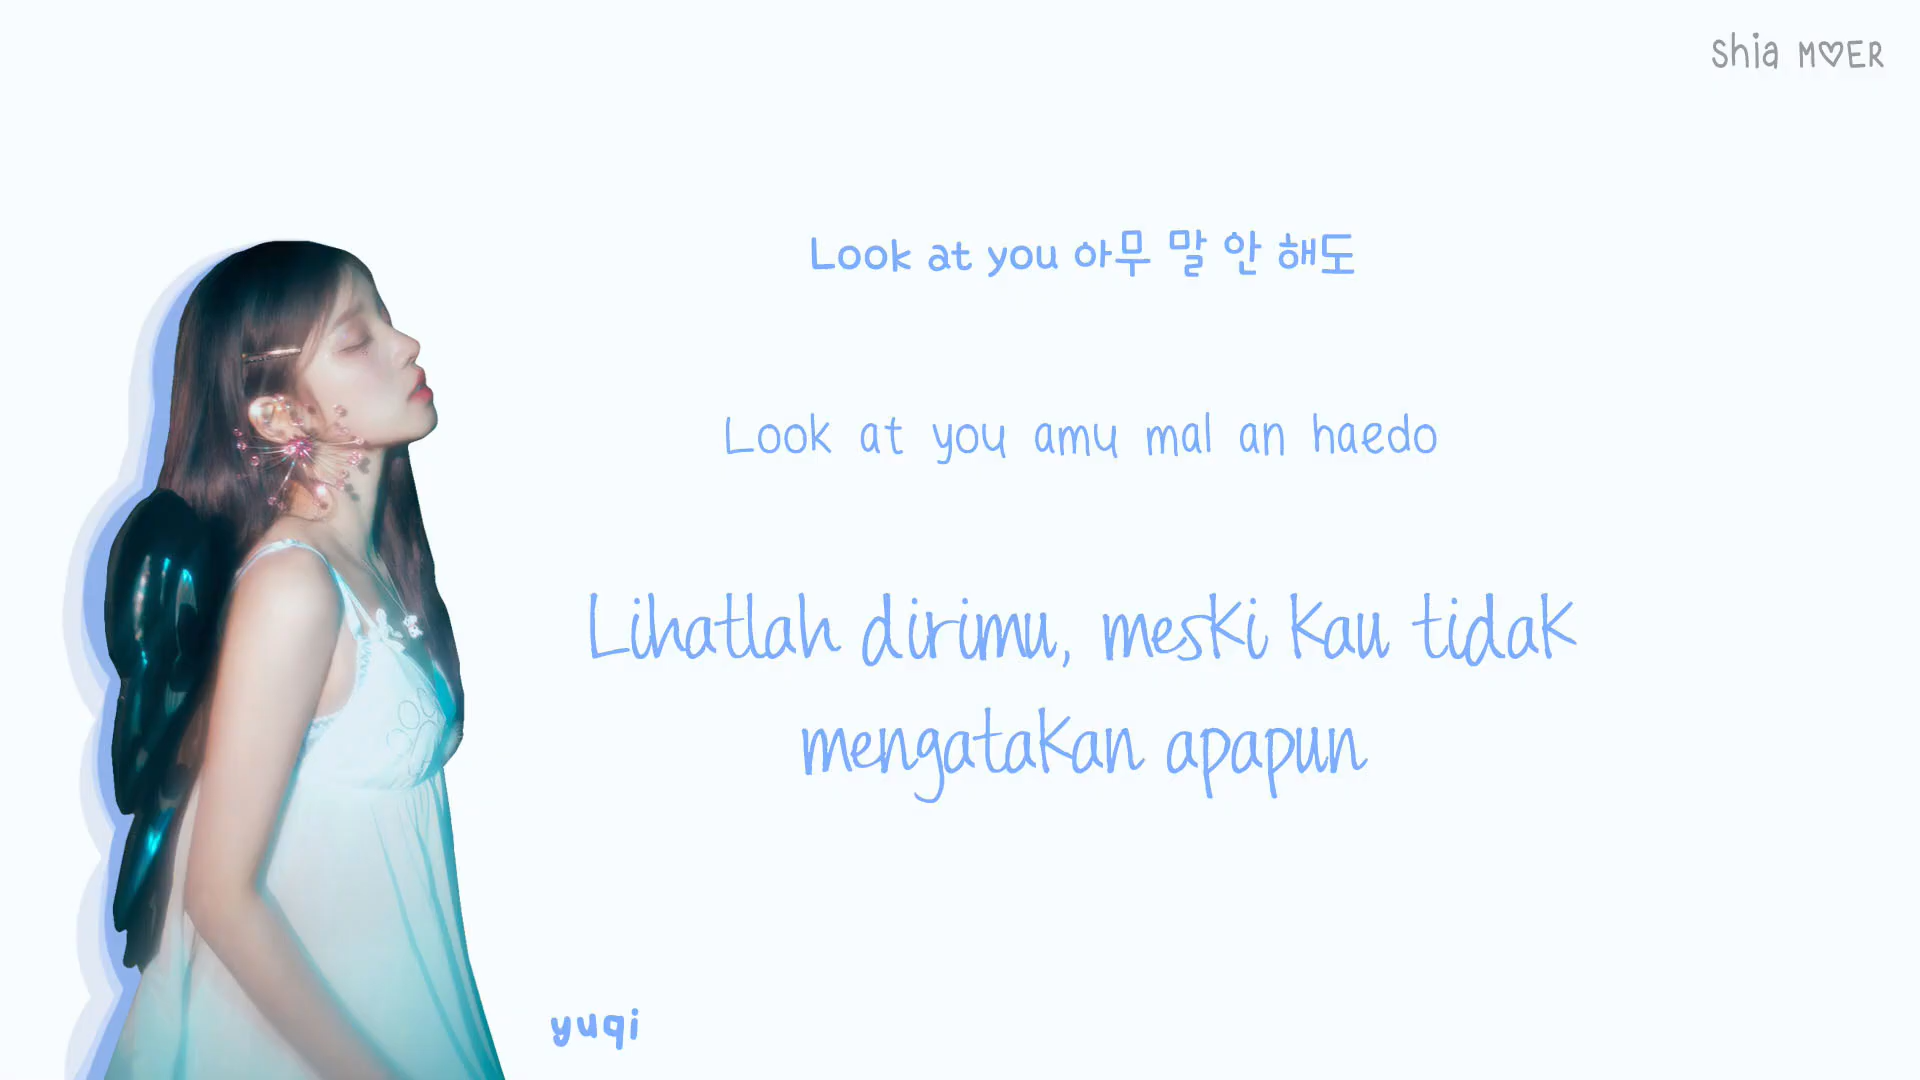 Shia M♡ER
Look at you 아무 말 안 해도
Look at you amu mal an haedo
Lihatlah dirimu, meski kau tidak
mengatakan apapun
yuqi